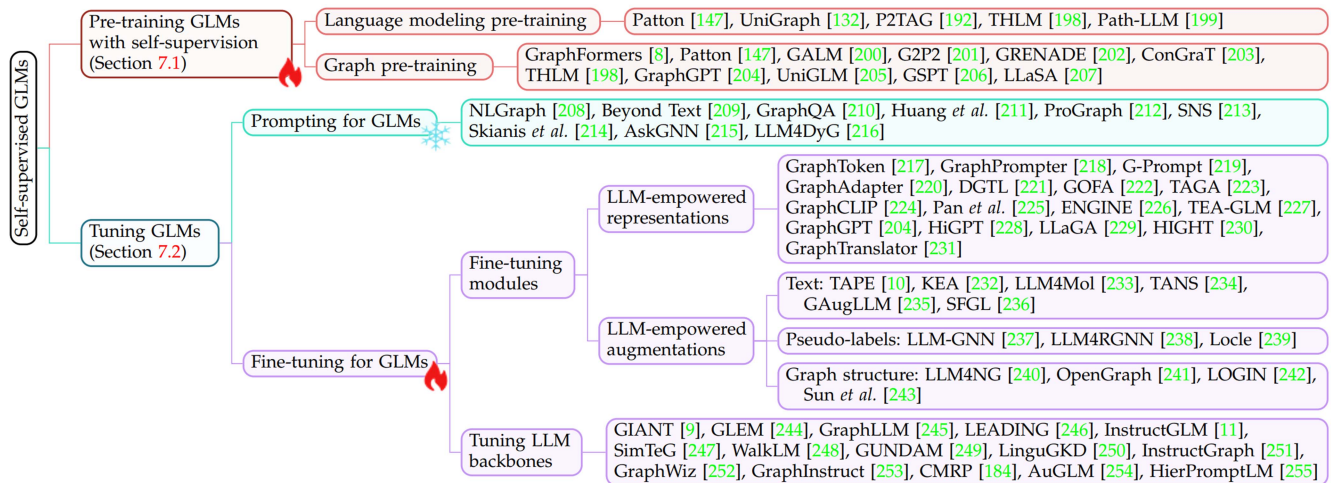 Self-supervised GLMs
Pre-training GLMs
with self-supervision
(Section 7.1)
Language modeling pre-training
Patton [147], UniGraph [132], P2TAG [192], THLM [198], Path-LLM [199]
Graph pre-training
GraphFormers [8], Patton [147], GALM [200], G2P2 [201], GRENADE [202], ConGraT [203],
THLM [198], GraphGPT [204], UniGLM [205], GSPT [206], LLaSA [207]
Tuning GLMs
(Section 7.2)
Prompting for GLMs
NLGraph [208], Beyond Text [209], GraphQA [210], Huang et al. [211], ProGraph [212], SNS [213],
Skianis et al. [214], AskGNN [215], LLM4DyG [216]
Fine-tuning for GLMs
Fine-tuning
modules
LLM-empowered
representations
GraphToken [217], GraphPrompter [218], G-Prompt [219],
GraphAdapter [220], DGTL [221], GOFA [222], TAGA [223],
GraphCLIP [224], Pan et al. [225], ENGINE [226], TEA-GLM [227],
GraphGPT [204], HiGPT [228], LLaGA [229], HIGHT [230],
GraphTranslator [231]
LLM-empowered
augmentations
Text: TAPE [10], KEA [232], LLM4Mol [233], TANS [234],
GAugLLM [235], SFGL [236]
Pseudo-labels: LLM-GNN [237], LLM4RGNN [238], Locle [239]
Graph structure: LLM4NG [240], OpenGraph [241], LOGIN [242],
Sun et al. [243]
Tuning LLM
backbones
GIANT [9], GLEM [244], GraphLLM [245], LEADING [246], InstructGLM [11],
SimTeG [247], WalkLM [248], GUNDAM [249], LinguGKD [250], InstructGraph [251],
GraphWiz [252], GraphInstruct [253], CMRP [184], AuGLM [254], HierPromptLM [255]